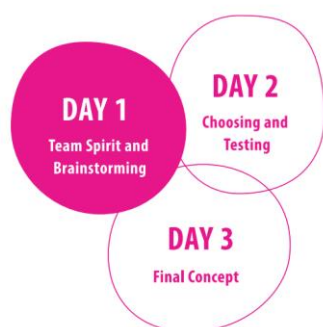 DAY 1
Team Spirit and
Brainstorming
DAY 2
Choosing and
Testing
DAY 3
Final Concept